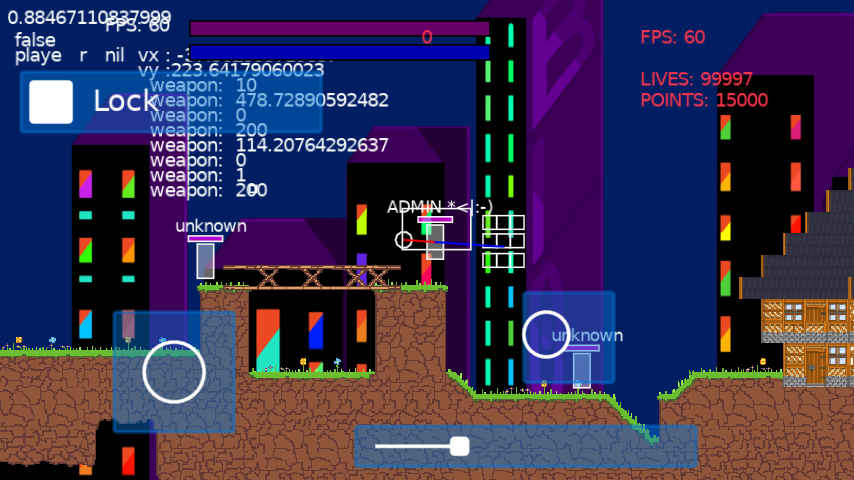 0.88467110837999
FPS: 60
false
playe r nil vx : -3
vy :223.64179060023
weapon: 10
weapon: 478.72890592482
weapon: 0
weapon: 200
weapon: 114.20764292637
weapon: 0
weapon: 1
weapon: 200
Lock
0
FPS: 60
LIVES: 99997
POINTS: 15000
ADMIN *<|:-)
unknown
unknown